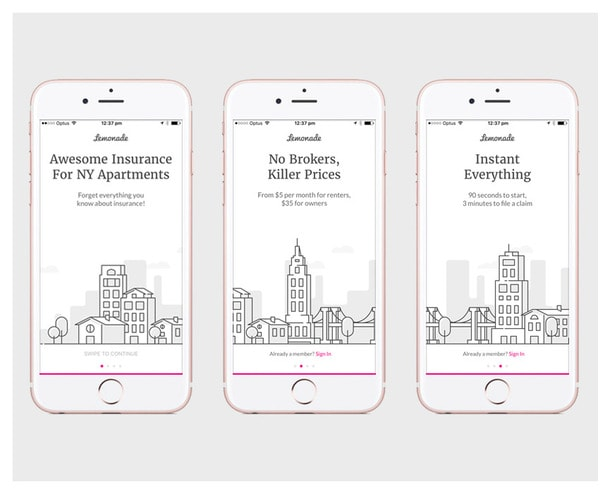 Optus 12:37 pm
Lemonade
Awesome Insurance
For NY Apartments
Forget everything you
know about insurance!
SWIPE TO CONTINUE
Optus 12:37 pm
Lemonade
No Brokers,
Killer Prices
From $5 per month for renters,
$35 for owners
Already a member? Sign In
Optus 12:37 pm
Lemonade
Instant
Everything
90 seconds to start,
3 minutes to file a claim
Already a member? Sign In